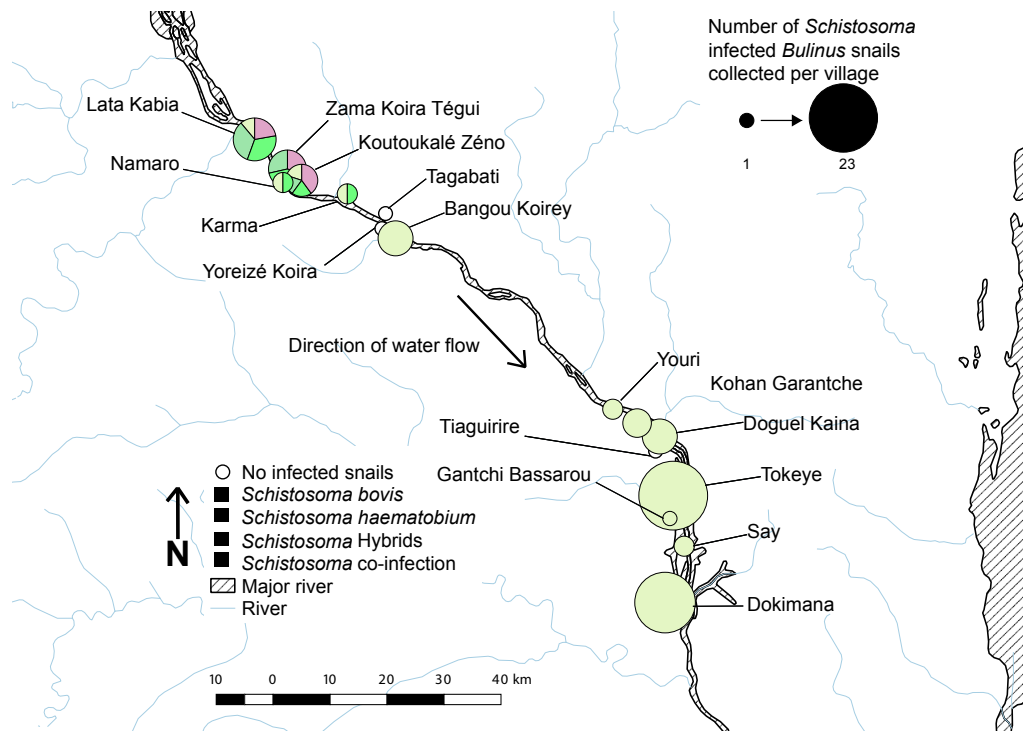 Number of Schistosoma
infected Bulinus snails
collected per village
1
23
Lata Kabia
Zama Koira Tégui
Koutoukalé Zéno
Namaro
Tagabati
Karma
Bangou Koirey
Yoreizé Koira
Direction of water flow
Youri
Kohan Garantche
Tiaguirire
Doguel Kaina
Gantchi Bassarou
Tokeye
Say
Dokimana
No infected snails
Schistosoma bovis
Schistosoma haematobium
Schistosoma Hybrids
Schistosoma co-infection
Major river
River
N
10 0 10 20 30 40 km